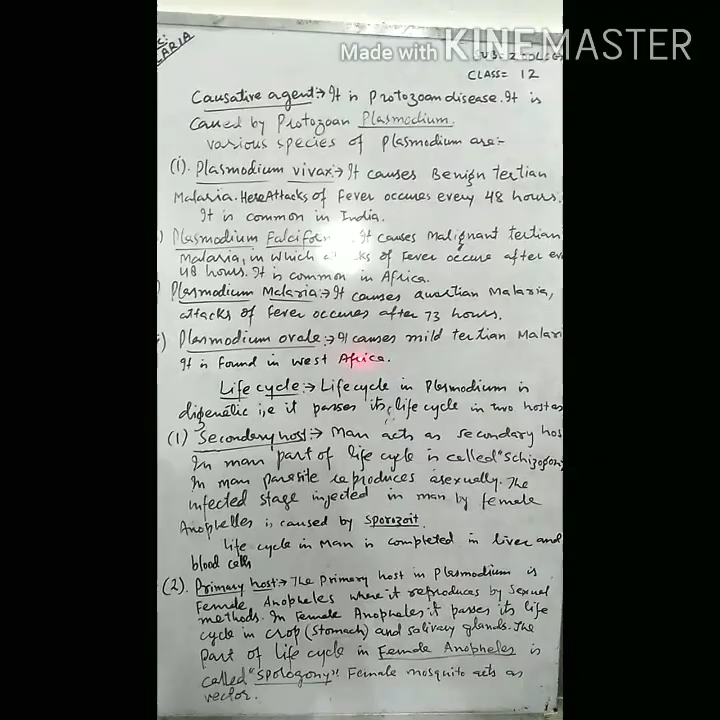 Made with KINEMASTER
LARIA
CLASS= 12
Causative agent:→ It is Protozoan disease. It is
caused by Protozoan Plasmodium.
various species of plasmodium are:-
(i). Plasmodium vivax:→ It causes Benign tertian
Malaria. Here Attacks of Fever occures every 48 hours.
It is common in India.
) Plasmodium Falcifor It causes Malignant tertian
Malaria, in which a ks of Fever occure after ev
48 hours. It is common in Africa.
Plasmodium Malaria:→ It causes quartian Malaria,
attacks of fever occures after 73 hours.
) Plasmodium ovale:→ It causes mild tertian Malari
It is found in west Africa.
Life cycle:→ Life cycle in Plasmodium is
digenetic i,e it passes its life cycle in two host as
(1) Secondary host:→ Man acts as secondary hos
In man part of life cycle is called "Schizogony
In man parasite reproduces asexually. The
infected stage injected in man by female
Anophelles is caused by sporozoit.
Life cycle in Man is completed in liver and
blood cells
(2). Primary host:→ The Primary host in Plasmodium is
Female Anopheles where it reproduces by Sexual
methods. In Female Anopheles it passes its life
cycle in crop (stomach) and salivary glands. The
part of life cycle in Female Anopheles is
called "Spologony". Female mosquito acts as
vector.